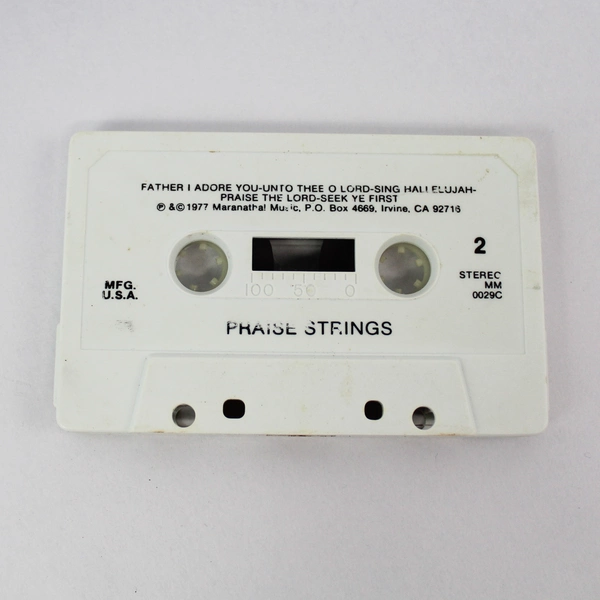 FATHER I ADORE YOU-UNTO THEE O LORD-SING HALLELUJAH-
PRAISE THE LORD-SEEK YE FIRST
℗ & © 1977 Maranatha! Music, P.O. Box 4669, Irvine, CA 92716
2
100 50 0
MFG.
U.S.A.
STEREO
MM
0029C
PRAISE STRINGS